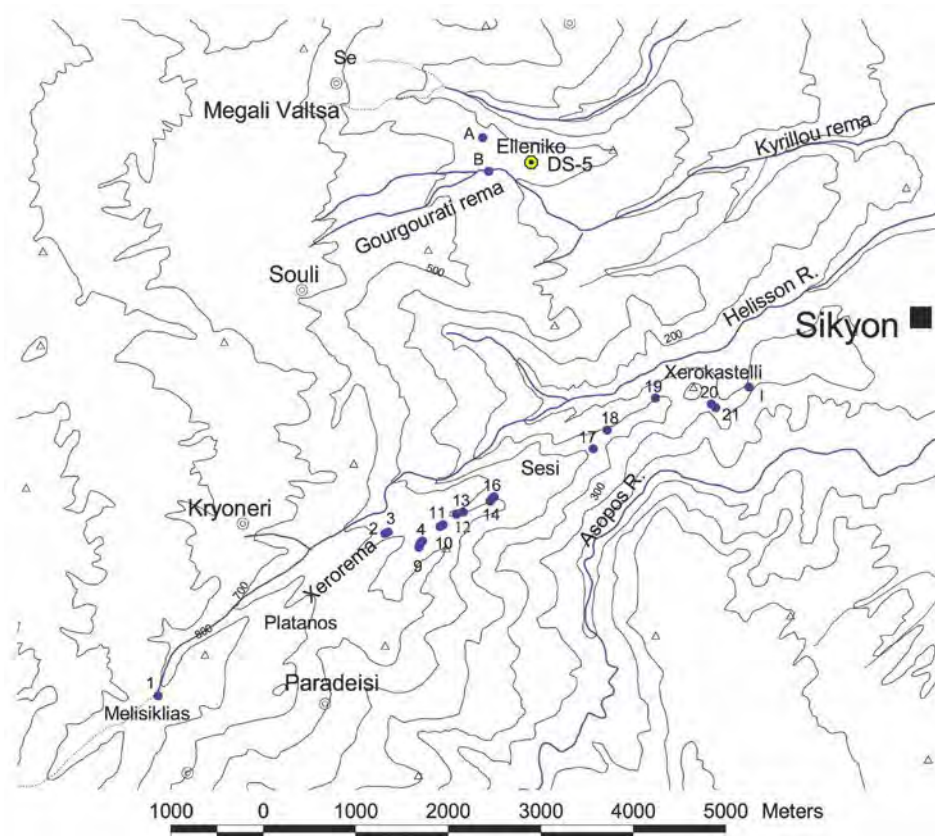 Se
Megali Valtsa
A
Elleniko
B
DS-5
Kyrillou rema
Gourgourati rema
500
Souli
Helisson R.
Sikyon
200
Xerokastelli
19
20
21
I
18
17
Sesi
16
300
Asopos R.
Kryoneri
13
14
11
12
3
2
4
10
9
Xerorema
700
800
Platanos
1
Paradeisi
Melisiklias
1000 0 1000 2000 3000 4000 5000 Meters